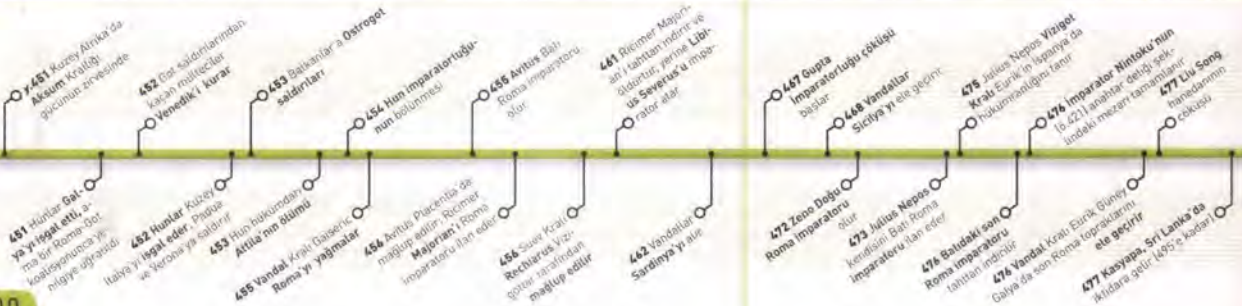 y.451 Kuzey Afrika'da
Aksum Krallığı
gücünün zirvesinde
451 Hunlar Gal-
ya'yı işgal etti, a-
ma bir Roma-Got
koalisyonunca ye-
nilgiye uğratıldı
452 Got saldırılarından
kaçan mülteciler
Venedik'i kurar
452 Hunlar Kuzey
İtalya'yı işgal eder, Padua
ve Verona'ya saldırır
453 Balkanlar'a Ostrogot
saldırıları
453 Hun hükümdarı
Attila'nın ölümü
454 Hun imparatorluğu-
nun bölünmesi
455 Vandal Kralı Gaiseric
Roma'yı yağmalar
455 Avitus Batı
Roma imparatoru
olur
456 Avitus Placentia'da
mağlup edilir; Ricimer
Majorian'ı Roma
imparatoru ilan eder
456 Suev Kralı
Rechiarus Vizi-
gotlar tarafından
mağlup edilir
461 Ricimer Majori-
an'ı tahttan indirir ve
öldürtür, yerine Libi-
us Severus'u impa-
rator atar
462 Vandallar
Sardinya'yı alır
467 Gupta
İmparatorluğu çöküşü
başlar
468 Vandallar
Sicilya'yı ele geçirir
472 Zeno Doğu
Roma İmparatoru
olur
473 Julius Nepos
kendisini Batı Roma
imparatoru ilan eder
475 Julius Nepos Vizigot
Kralı Eurik'in İspanya'da
hükümranlığını tanır
476 Batıdaki son
Roma imparatoru
tahttan indirilir
476 İmparator Nintoku'nun
[ö.421] anahtar deliği şek-
lindeki mezarı tamamlanır
476 Vandal Kralı Eurik Güney
Galya'da son Roma topraklarını
ele geçirir
477 Liu Song
hanedanının
çöküşü
477 Kasyapa, Sri Lanka'da
iktidara gelir [495'e kadar]